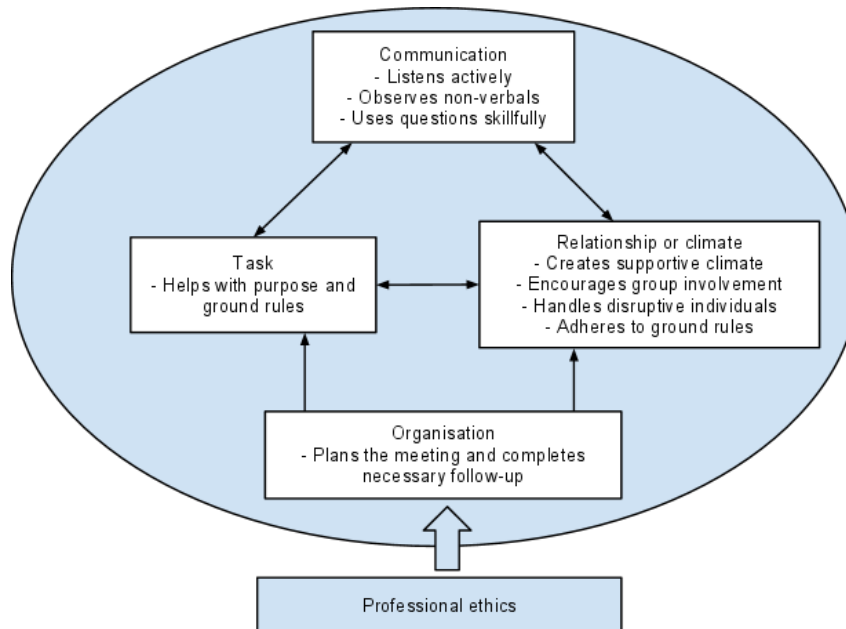 Communication
- Listens actively
- Observes non-verbals
- Uses questions skillfully
Task
- Helps with purpose and
ground rules
Relationship or climate
- Creates supportive climate
- Encourages group involvement
- Handles disruptive individuals
- Adheres to ground rules
Organisation
- Plans the meeting and completes
necessary follow-up
Professional ethics